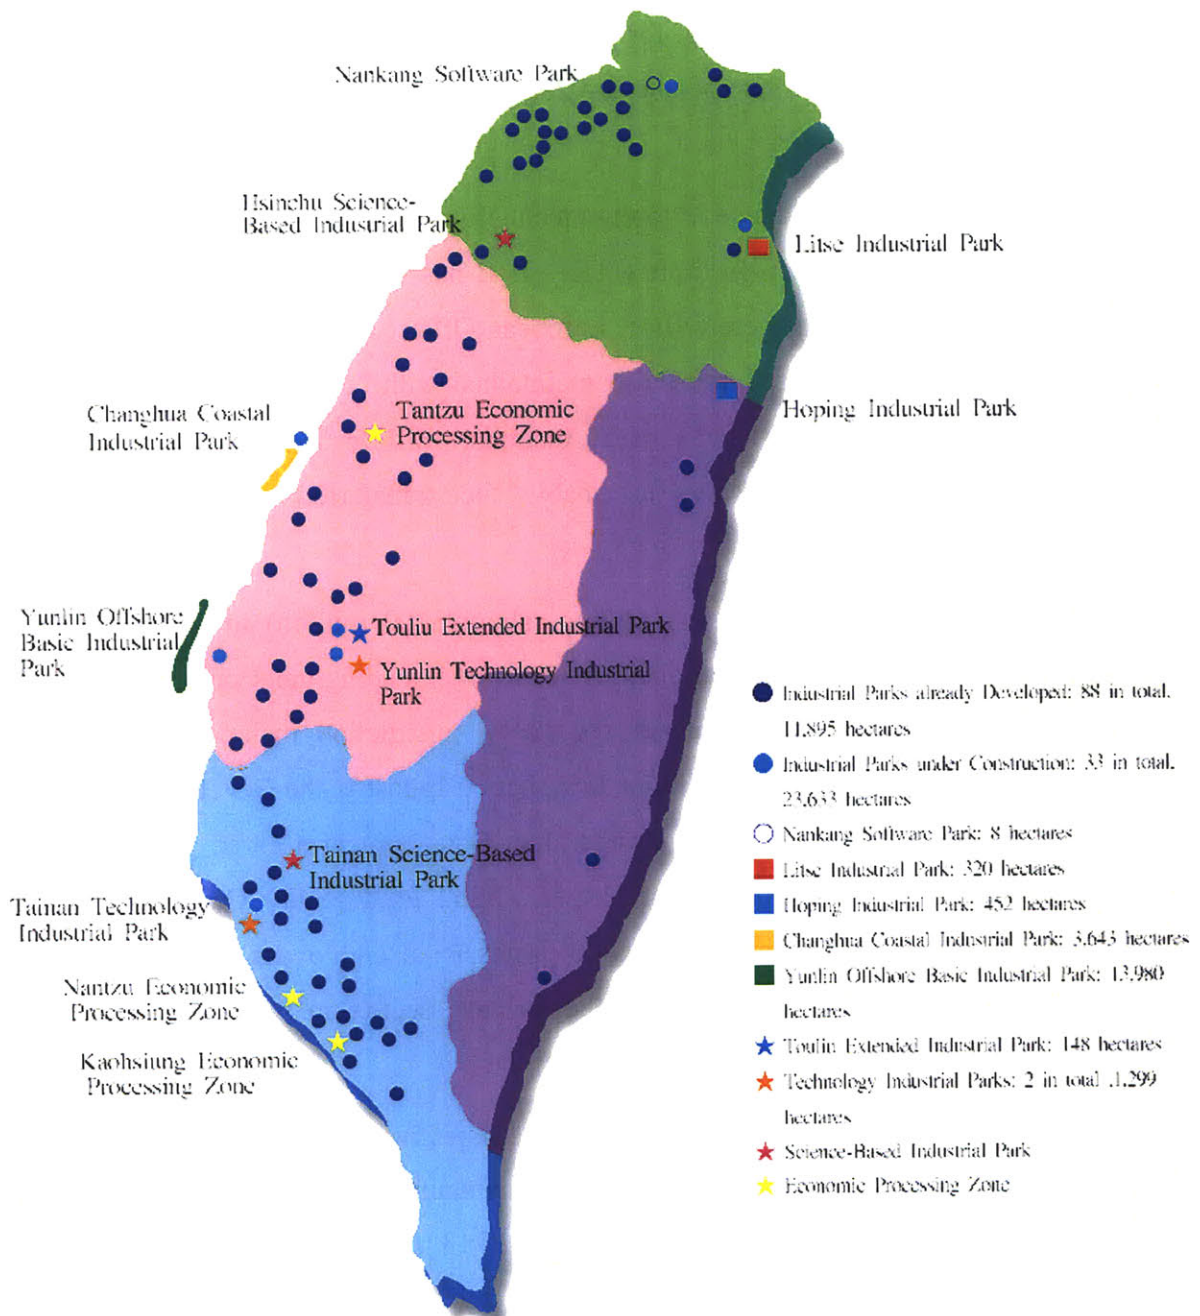 Nankang Software Park
Hsinchu Science-
Based Industrial Park
Litse Industrial Park
Changhua Coastal
Industrial Park
Tantzu Economic
Processing Zone
Hoping Industrial Park
Yunlin Offshore
Basic Industrial
Park
Touliu Extended Industrial Park
Yunlin Technology Industrial
Park
Tainan Science-Based
Industrial Park
Tainan Technology
Industrial Park
Nantzu Economic
Processing Zone
Kaohsiung Economic
Processing Zone
Industrial Parks already Developed: 88 in total,
11,895 hectares
Industrial Parks under Construction: 33 in total,
23,633 hectares
Nankang Software Park: 8 hectares
Litse Industrial Park: 320 hectares
Hoping Industrial Park: 452 hectares
Changhua Coastal Industrial Park: 3,643 hectares
Yunlin Offshore Basic Industrial Park: 13,980
hectares
Toulin Extended Industrial Park: 148 hectares
Technology Industrial Parks: 2 in total ,1,299
hectares
Science-Based Industrial Park
Economic Processing Zone